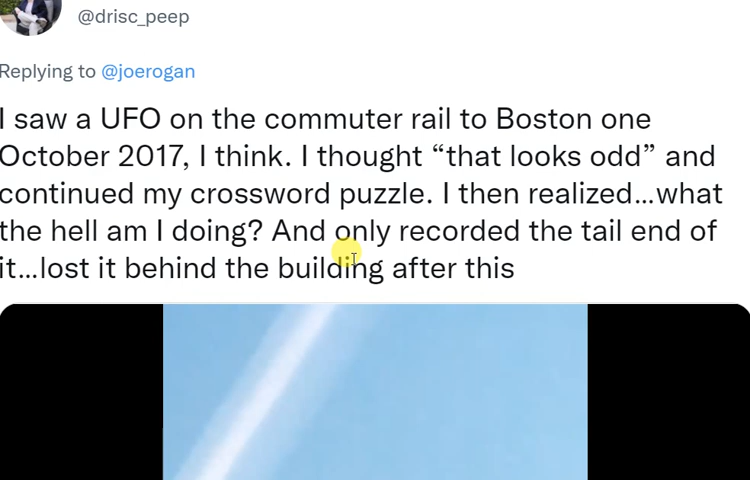 @drisc_peep
Replying to @joerogan
I saw a UFO on the commuter rail to Boston one
October 2017, I think. I thought “that looks odd” and
continued my crossword puzzle. I then realized...what
the hell am I doing? And only recorded the tail end of
it...lost it behind the building after this